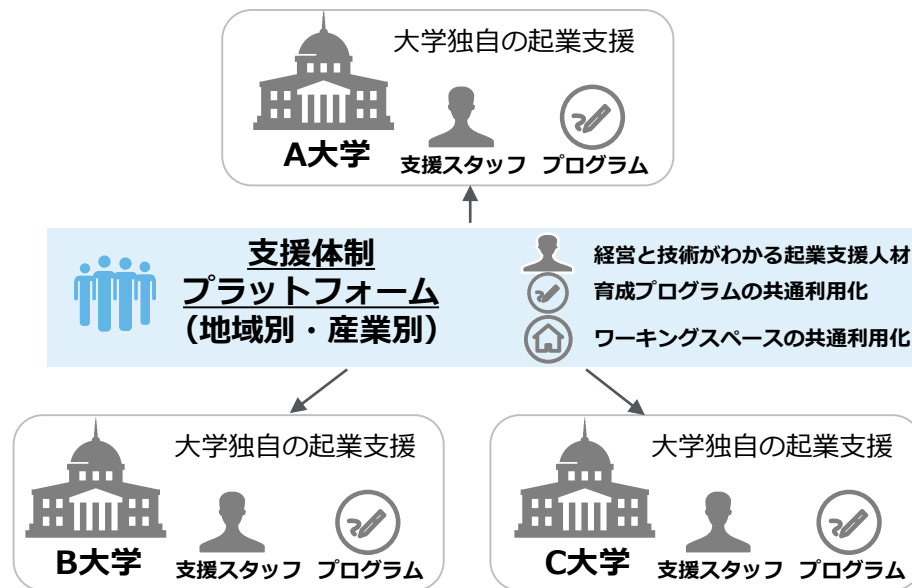 大学独自の起業支援
A大学
支援スタッフ プログラム
支援体制
プラットフォーム
（地域別・産業別）
経営と技術がわかる起業支援人材
育成プログラムの共通利用化
ワーキングスペースの共通利用化
大学独自の起業支援
B大学
支援スタッフ プログラム
大学独自の起業支援
C大学
支援スタッフ プログラム